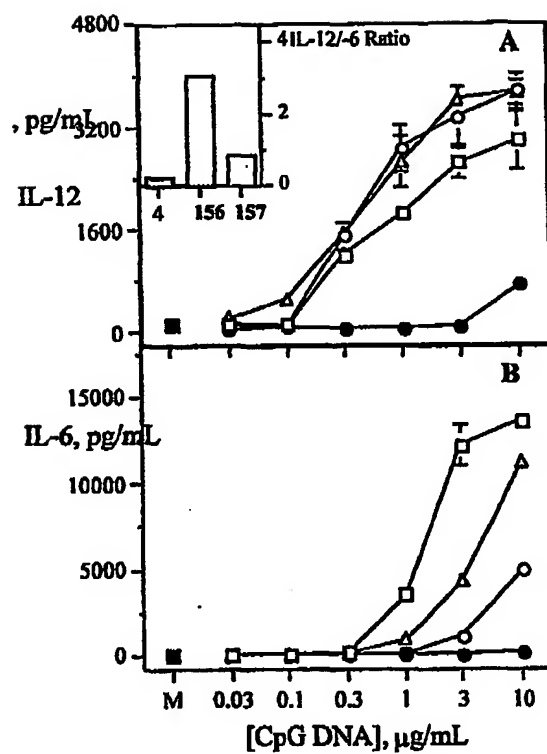 4800
4 IL-12/-6 Ratio
A
, pg/mL
3200
2
IL-12
0
4 156 157
1600
0
B
15000
IL-6, pg/mL
10000
5000
0
M 0.03 0.1 0.3 1 3 10
[CpG DNA], µg/mL